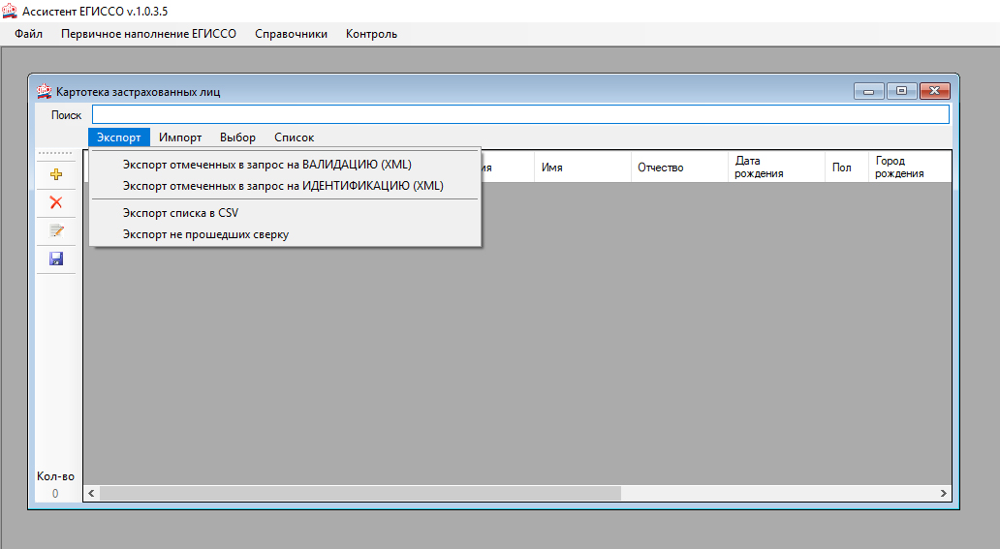 Ассистент ЕГИССО v.1.0.3.5
Файл Первичное наполнение ЕГИССО Справочники Контроль
Картотека застрахованных лиц
Поиск
Экспорт Импорт Выбор Список
Экспорт отмеченных в запрос на ВАЛИДАЦИЮ (XML)
Экспорт отмеченных в запрос на ИДЕНТИФИКАЦИЮ (XML)
Экспорт списка в CSV
Экспорт не прошедших сверку
Имя
Отчество
Дата
рождения
Пол
Город
рождения
Кол-во
0